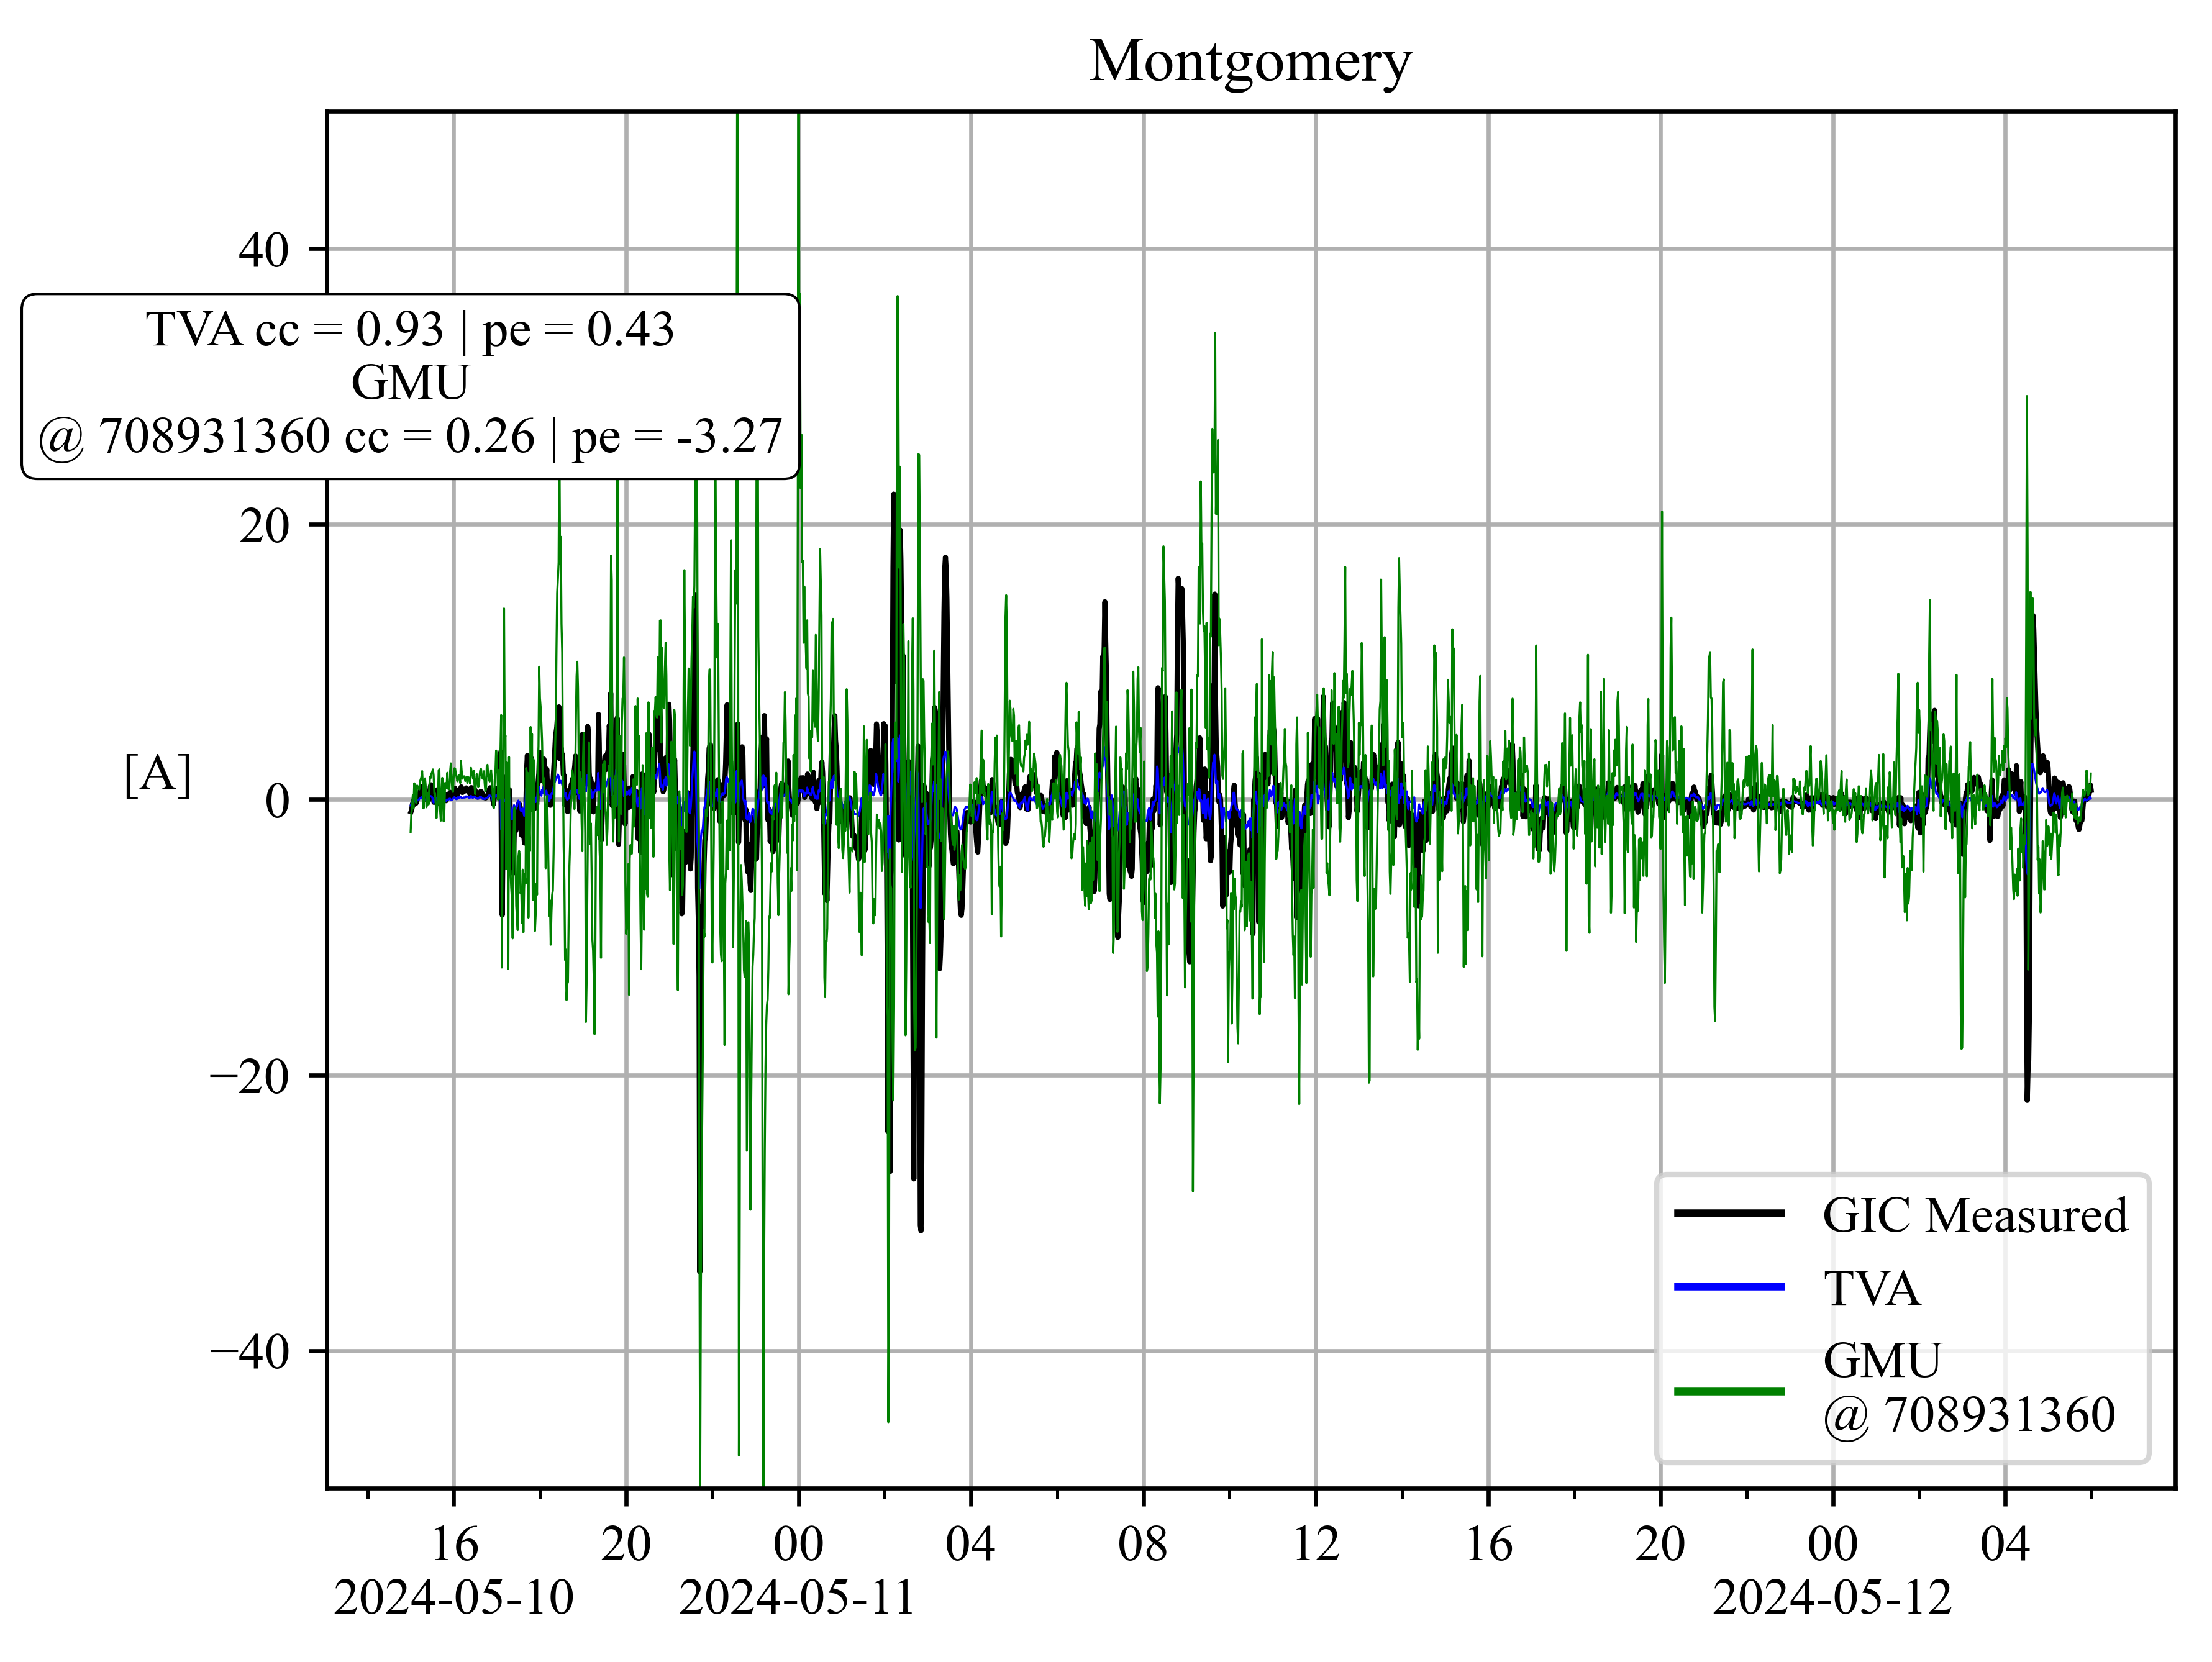 Montgomery
40
20
0
−20
−40
[A]
TVA cc = 0.93 | pe = 0.43
GMU
@ 708931360 cc = 0.26 | pe = -3.27
GIC Measured
TVA
GMU
@ 708931360
16 20 00 04 08 12 16 20 00 04
2024-05-10 2024-05-11 2024-05-12